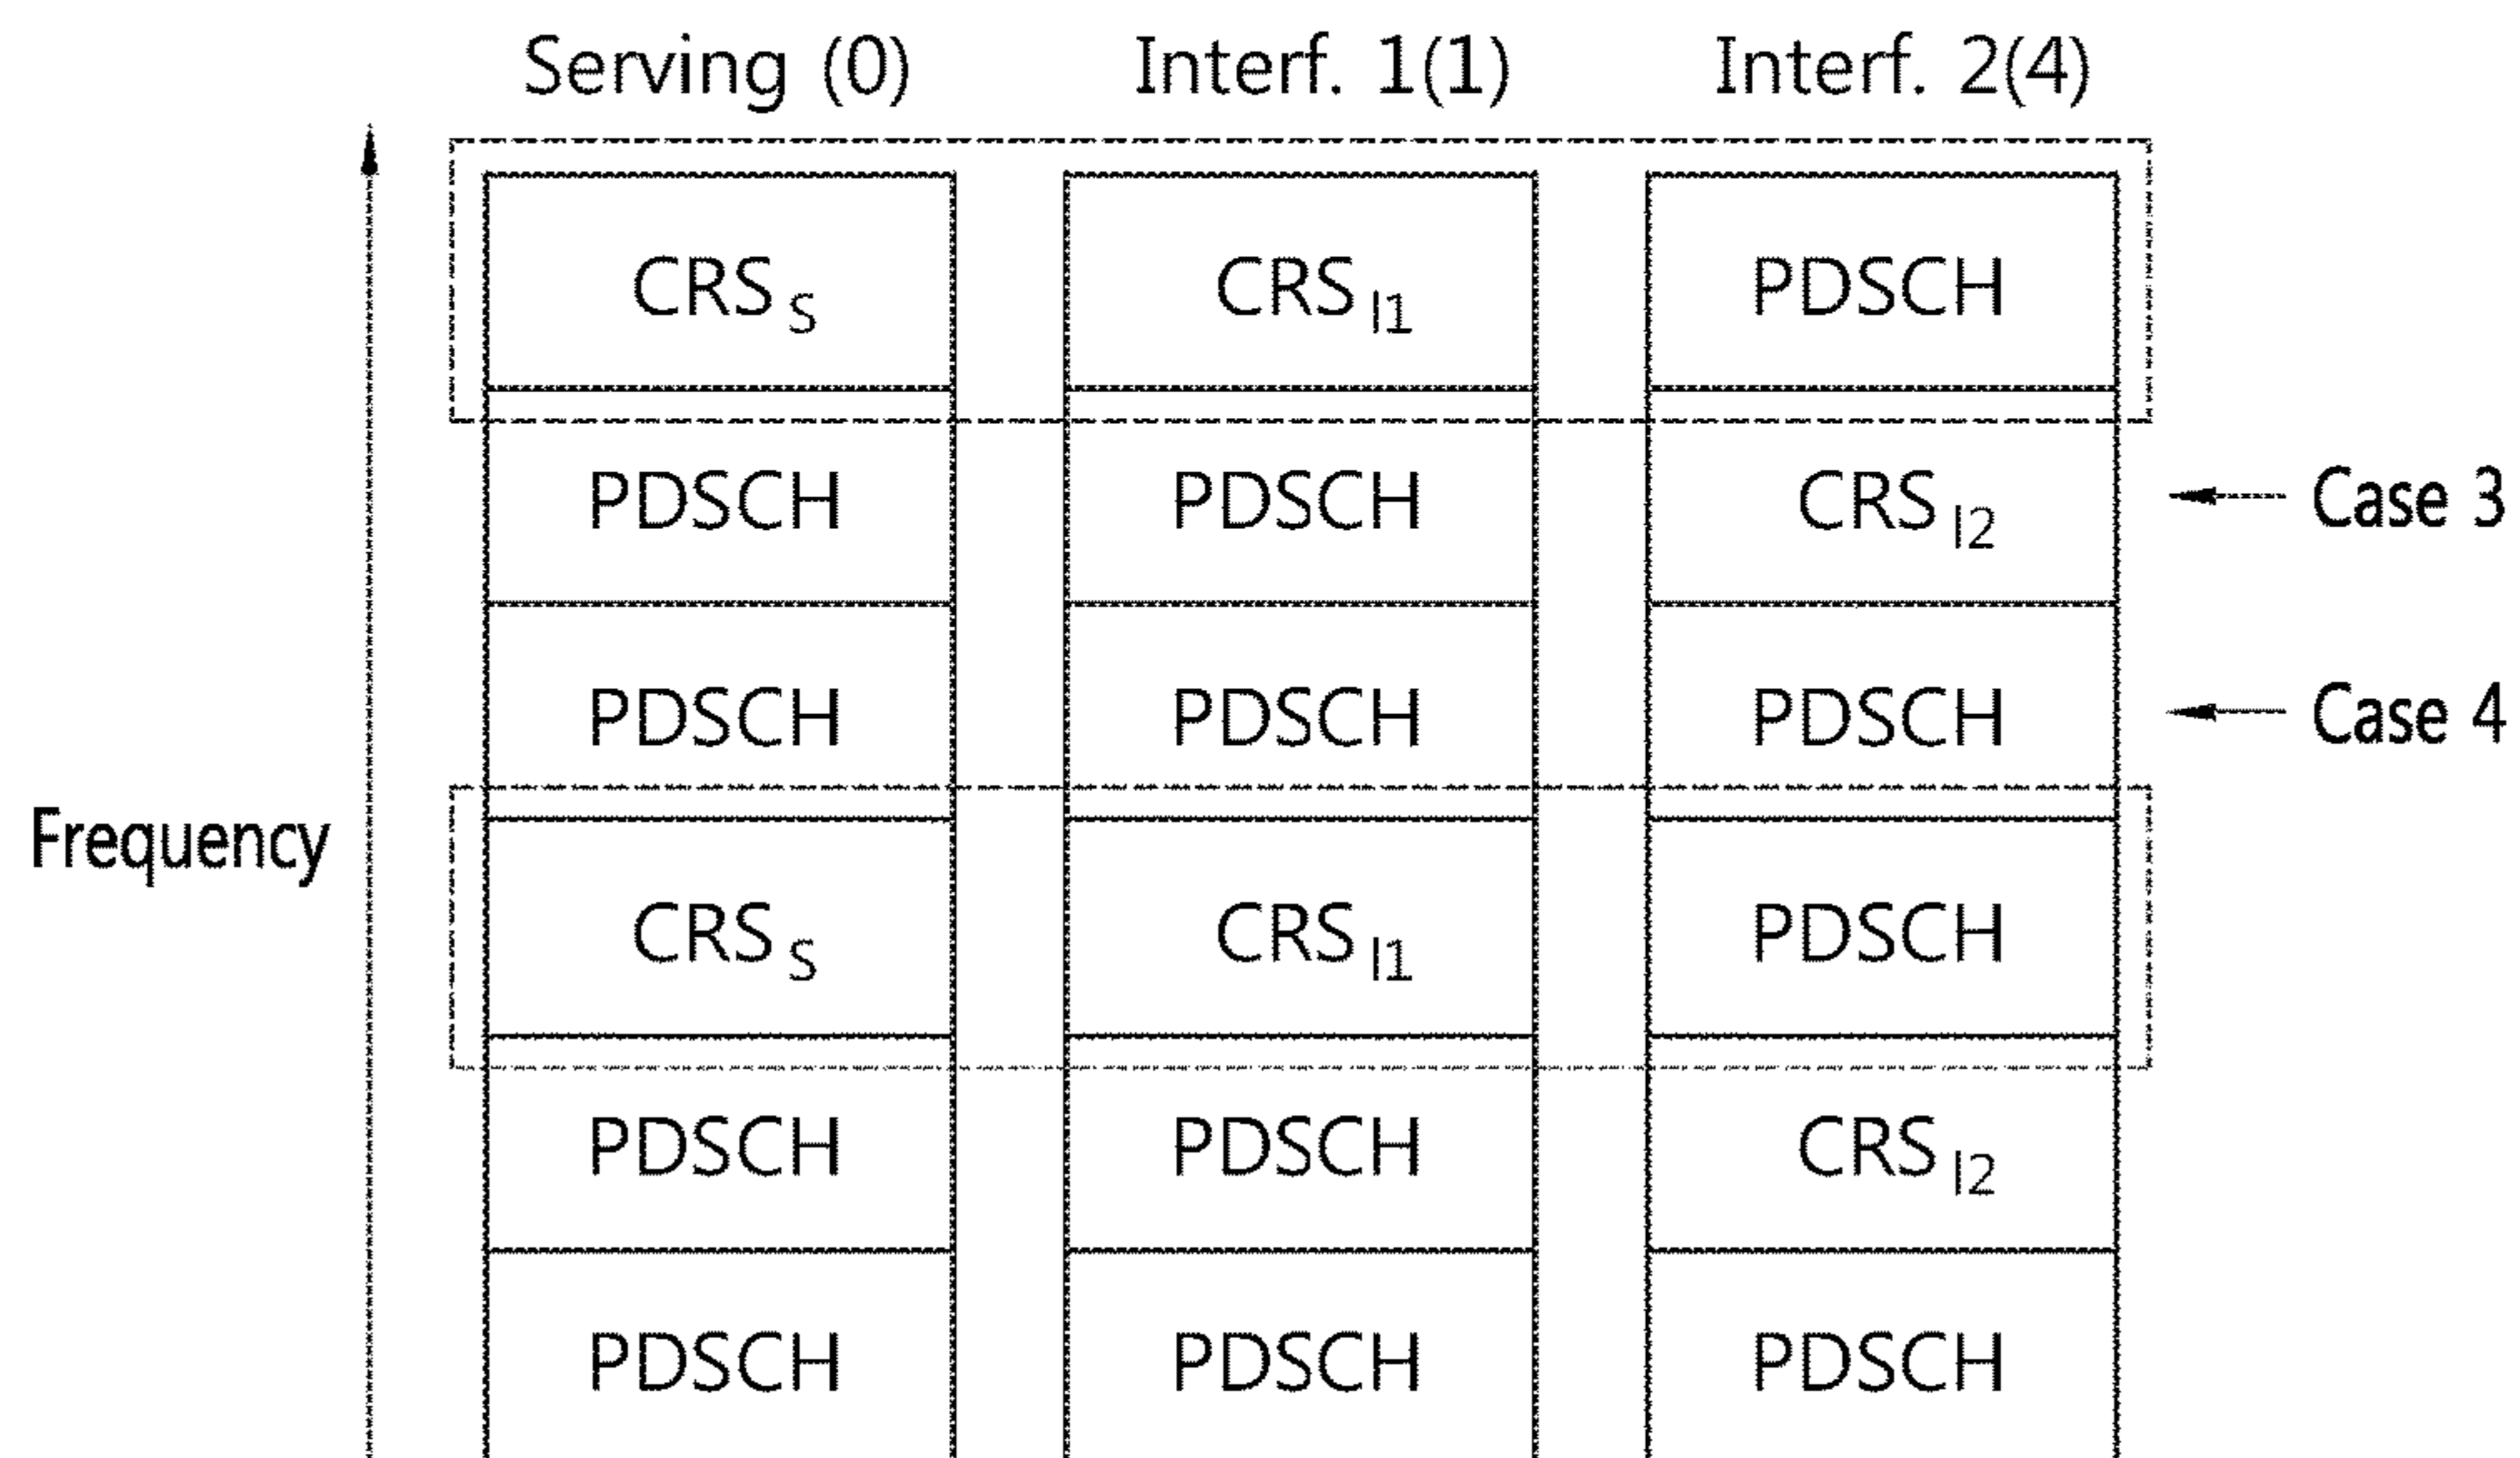 Serving (0) Interf. 1(1) Interf. 2(4)
CRS S CRS I1 PDSCH
PDSCH PDSCH CRS I2 Case 3
PDSCH PDSCH PDSCH Case 4
Frequency
CRS S CRS I1 PDSCH
PDSCH PDSCH CRS I2
PDSCH PDSCH PDSCH